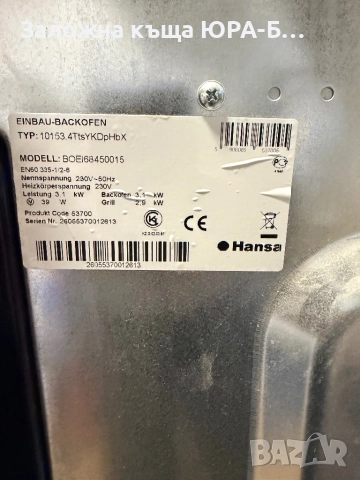 Заложна къща ЮРА-Б...
EINBAU-BACKOFEN
TYP: 10153.4TtsYKDpHbX
MODELL: BOEI68450015
EN60 335-1/2-6
Nennspannung 230V~50Hz
Heizkörperspannung 230V
Leistung 3.1 kW Backofen 3.1 kW
39 W Grill 2.9 kW
Produkt Code 53700
Serien Nr. 26055370012613
26055370012613
CE
Hansa
BAZAR